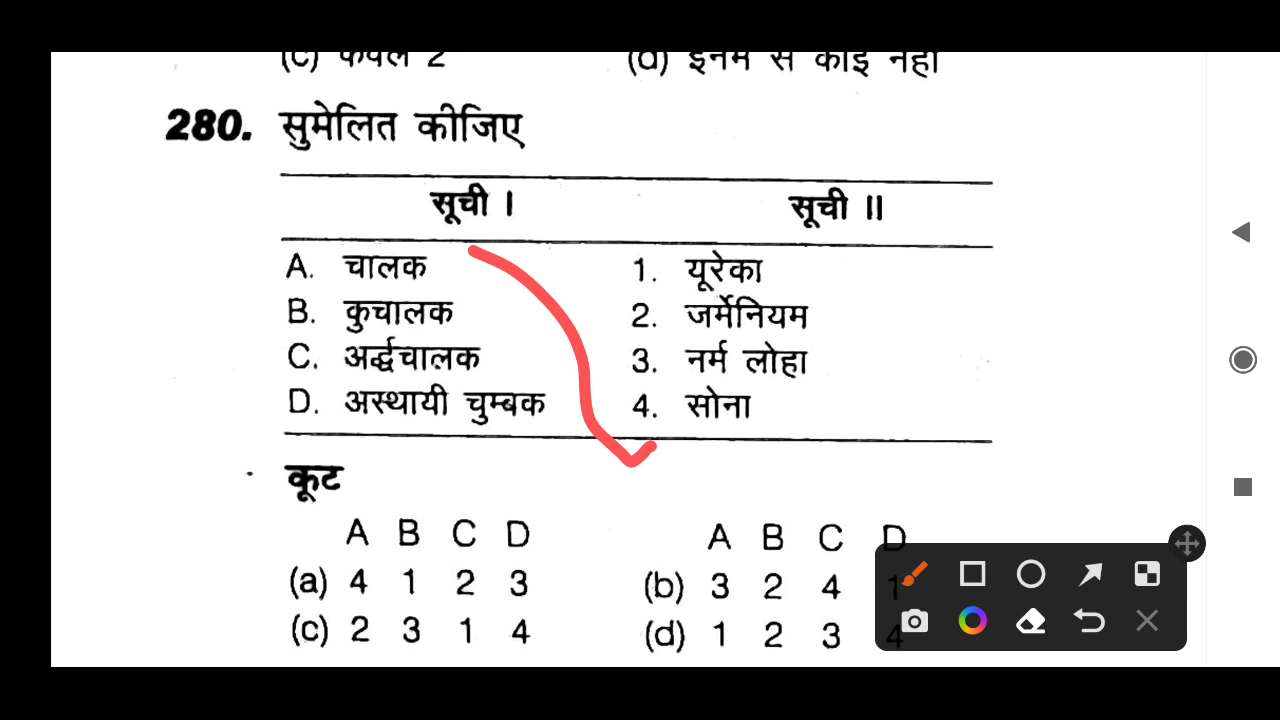 (c) केवल 2 (d) इनमें से कोई नहीं
280. सुमेलित कीजिए
सूची I सूची II
A. चालक 1. यूरेका
B. कुचालक 2. जर्मेनियम
C. अर्द्धचालक 3. नर्म लोहा
D. अस्थायी चुम्बक 4. सोना
कूट
A B C D A B C D
(a) 4 1 2 3 (b) 3 2 4 1
(c) 2 3 1 4 (d) 1 2 3 4